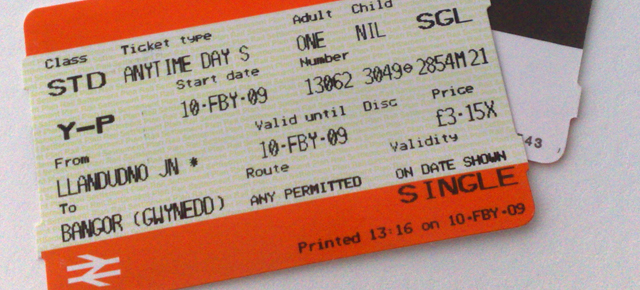 Class Ticket type Adult Child
STD ANYTIME DAY S ONE NIL SGL
Start date Number
Y-P 10·FBY·09 13062 3049 2854M21
Valid until Disc Price
From 10·FBY·09 £3·15X
LLANDUDNO JN * Route Validity
To ANY PERMITTED ON DATE SHOWN
BANGOR (GWYNEDD) SINGLE
Printed 13:16 on 10·FBY·09
43